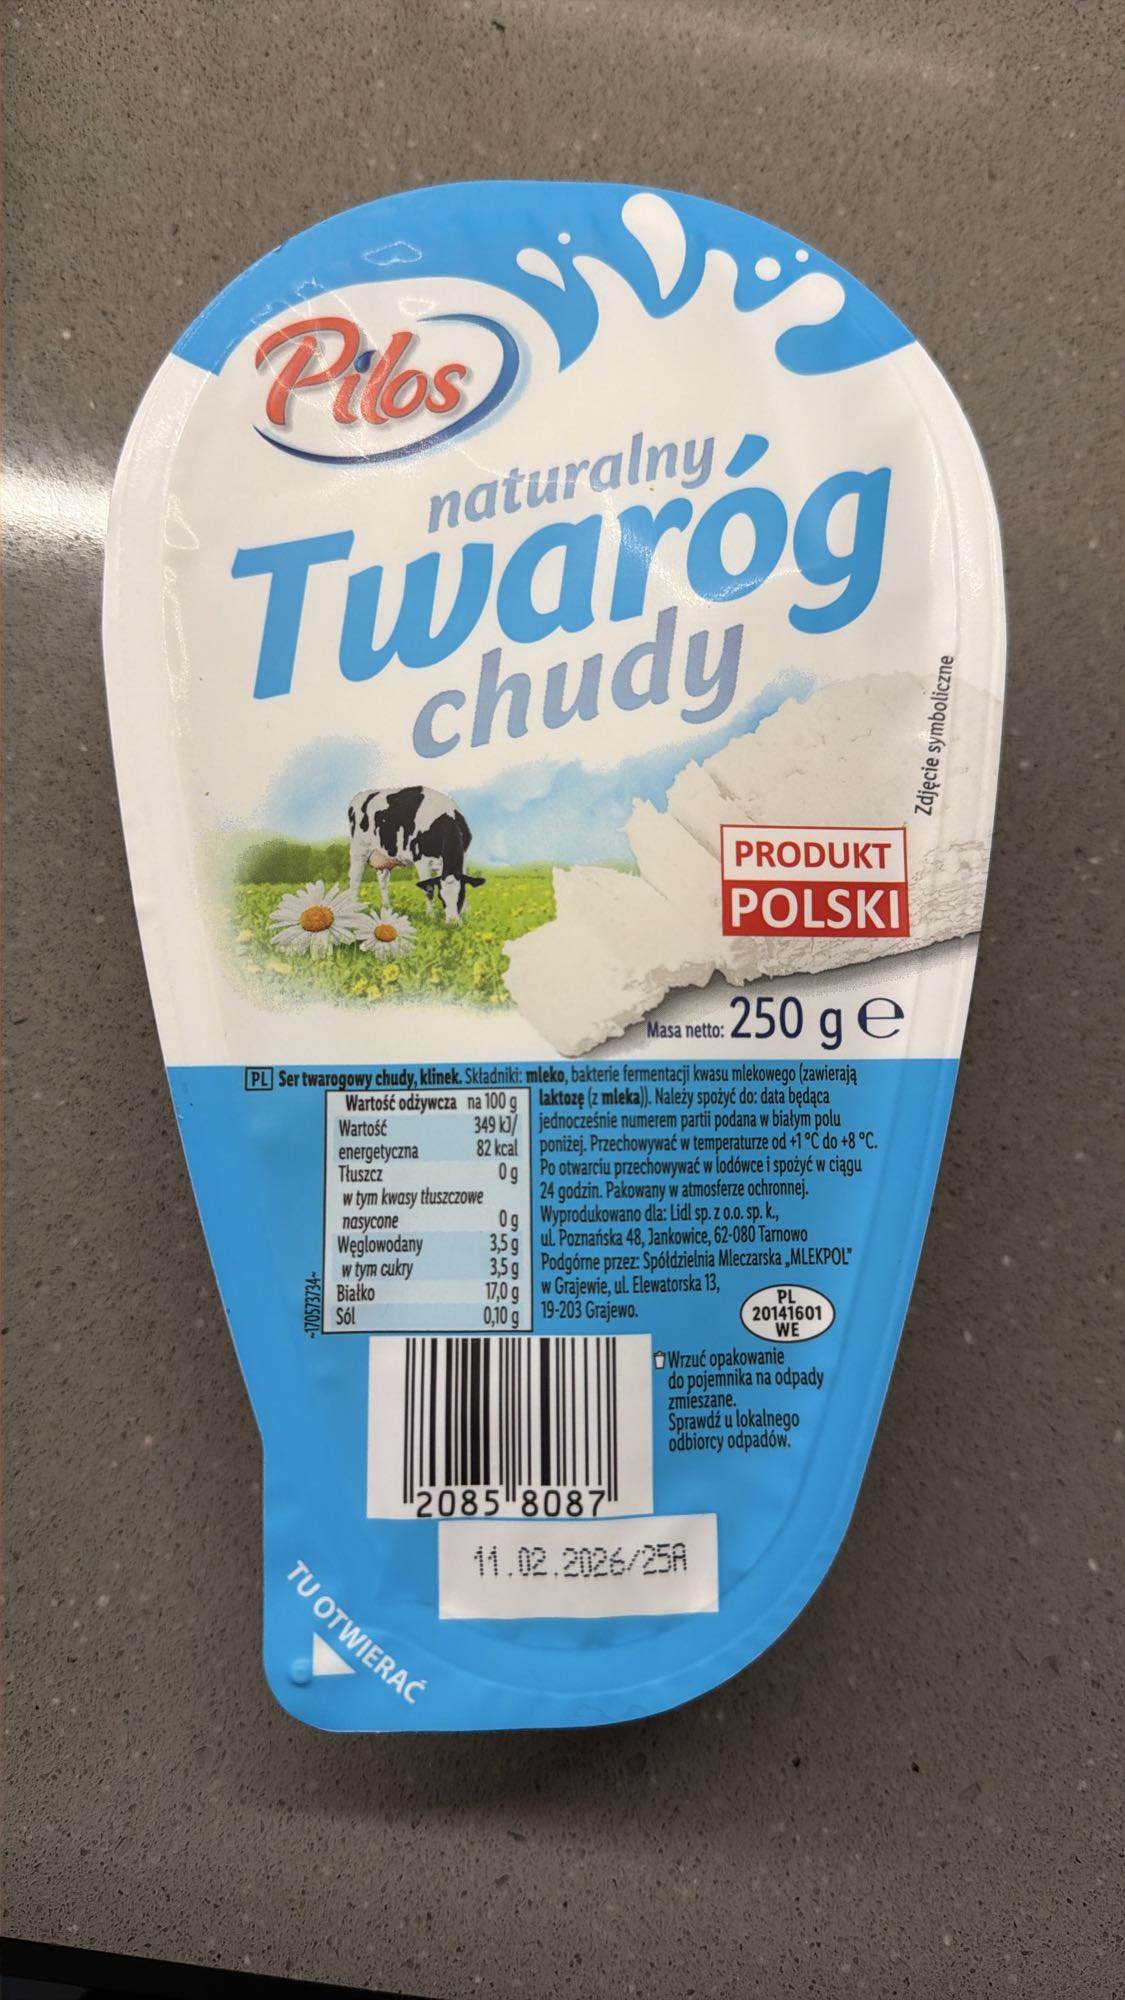 Pilos
naturalny
Twaróg
chudy
Zdjęcie symboliczne
PRODUKT
POLSKI
Masa netto: 250 g e
PL Ser twarogowy chudy, klinek. Składniki: mleko, bakterie fermentacji kwasu mlekowego (zawierają
laktozę (z mleka)). Należy spożyć do: data będąca
jednocześnie numerem partii podana w białym polu
poniżej. Przechowywać w temperaturze od +1 °C do +8 °C.
Po otwarciu przechowywać w lodówce i spożyć w ciągu
24 godzin. Pakowany w atmosferze ochronnej.
Wyprodukowano dla: Lidl sp. z o.o. sp. k.,
ul. Poznańska 48, Jankowice, 62-080 Tarnowo
Podgórne przez: Spółdzielnia Mleczarska „MLEKPOL"
w Grajewie, ul. Elewatorska 13,
19-203 Grajewo.
Wartość odżywcza na 100 g
Wartość 349 kJ/
energetyczna 82 kcal
Tłuszcz 0 g
w tym kwasy tłuszczowe
nasycone 0 g
Węglowodany 3,5 g
w tym cukry 3,5 g
Białko 17,0 g
Sól 0,10 g
~170573734~
PL
20141601
WE
Wrzuć opakowanie
do pojemnika na odpady
zmieszane.
Sprawdź u lokalnego
odbiorcy odpadów.
2085 8087
11.02.2026/25A
TU OTWIERAĆ